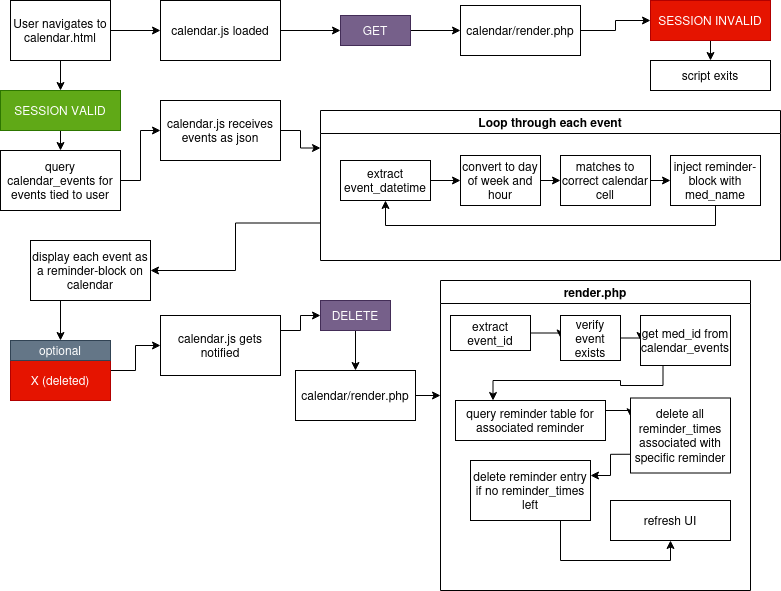 User navigates to
calendar.html
calendar.js loaded
GET
calendar/render.php
SESSION INVALID
script exits
SESSION VALID
query
calendar_events for
events tied to user
calendar.js receives
events as json
Loop through each event
extract
event_datetime
convert to day
of week and
hour
matches to
correct calendar
cell
inject reminder-
block with
med_name
display each event as
a reminder-block on
calendar
optional
X (deleted)
calendar.js gets
notified
DELETE
calendar/render.php
render.php
extract
event_id
verify
event
exists
get med_id from
calendar_events
query reminder table for
associated reminder
delete all
reminder_times
associated with
specific reminder
delete reminder entry
if no reminder_times
left
refresh UI